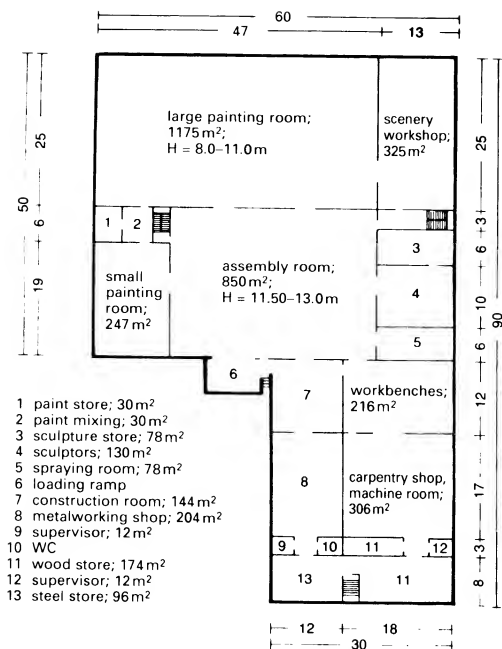 60
47 13
large painting room;
1175 m²;
H = 8.0–11.0 m
scenery
workshop;
325 m²
50
25
6
19
1 2
small
painting
room;
247 m²
assembly room;
850 m²;
H = 11.50–13.0 m
3
4
5
6
7
workbenches;
216 m²
8
carpentry shop,
machine room;
306 m²
9 10 11 12
13 11
25
3
6
10
6
12
17
3
8
90
12 18
30
1 paint store; 30 m²
2 paint mixing; 30 m²
3 sculpture store; 78 m²
4 sculptors; 130 m²
5 spraying room; 78 m²
6 loading ramp
7 construction room; 144 m²
8 metalworking shop; 204 m²
9 supervisor; 12 m²
10 WC
11 wood store; 174 m²
12 supervisor; 12 m²
13 steel store; 96 m²